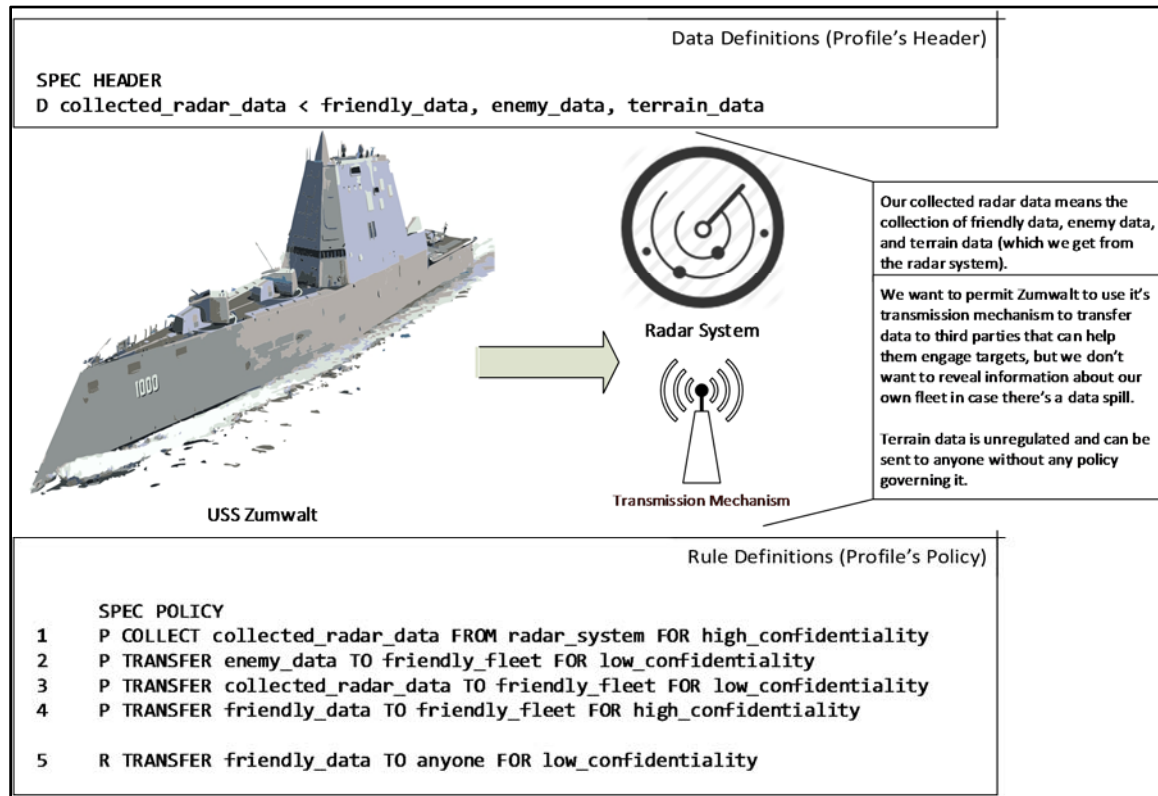 Data Definitions (Profile's Header)
SPEC HEADER
D collected_radar_data < friendly_data, enemy_data, terrain_data
Our collected radar data means the
collection of friendly data, enemy data,
and terrain data (which we get from
the radar system).
We want to permit Zumwalt to use it's
transmission mechanism to transfer
data to third parties that can help
them engage targets, but we don't
want to reveal information about our
own fleet in case there's a data spill.
Terrain data is unregulated and can be
sent to anyone without any policy
governing it.
Radar System
1000
Transmission Mechanism
USS Zumwalt
Rule Definitions (Profile's Policy)
SPEC POLICY
1 P COLLECT collected_radar_data FROM radar_system FOR high_confidentiality
2 P TRANSFER enemy_data TO friendly_fleet FOR low_confidentiality
3 P TRANSFER collected_radar_data TO friendly_fleet FOR low_confidentiality
4 P TRANSFER friendly_data TO friendly_fleet FOR high_confidentiality
5 R TRANSFER friendly_data TO anyone FOR low_confidentiality